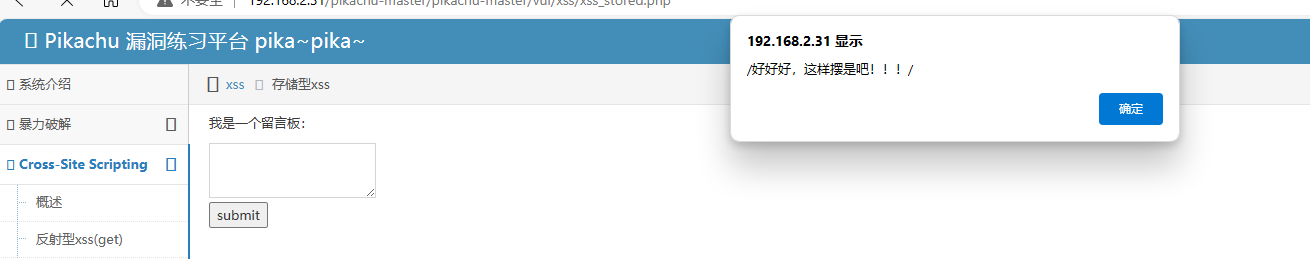 不安全 192.168.2.31/pikachu-master/pikachu-master/vul/xss/xss_stored.php
Pikachu 漏洞练习平台 pika~pika~
192.168.2.31 显示
/好好好，这样摆是吧！！！/
确定
系统介绍
xss 存储型xss
暴力破解
我是一个留言板：
Cross-Site Scripting
概述
submit
反射型xss(get)